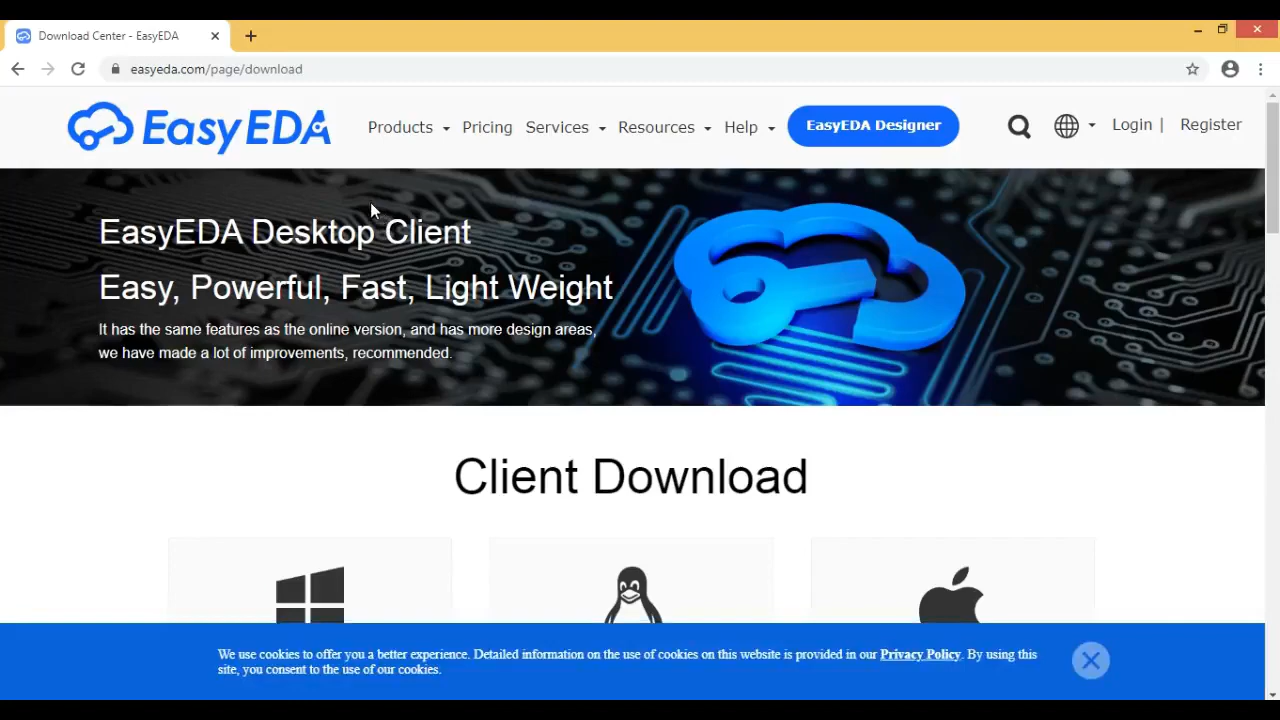 Download Center - EasyEDA
easyeda.com/page/download
EasyEDA
Products
Pricing
Services
Resources
Help
EasyEDA Designer
Login |
Register
EasyEDA Desktop Client
Easy, Powerful, Fast, Light Weight
It has the same features as the online version, and has more design areas,
we have made a lot of improvements, recommended.
Client Download
We use cookies to offer you a better experience. Detailed information on the use of cookies on this website is provided in our Privacy Policy. By using this
site, you consent to the use of our cookies.